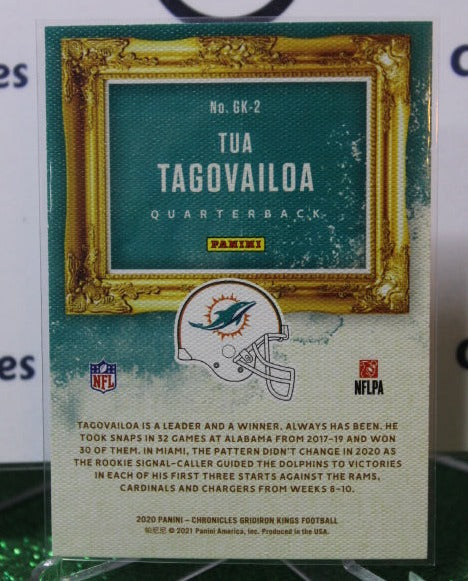 No. GK-2
TUA
TAGOVAILOA
QUARTERBACK
PANINI
NFL
NFLPA
TAGOVAILOA IS A LEADER AND A WINNER. ALWAYS HAS BEEN. HE
TOOK SNAPS IN 32 GAMES AT ALABAMA FROM 2017-19 AND WON
30 OF THEM. IN MIAMI, THE PATTERN DIDN'T CHANGE IN 2020 AS
THE ROOKIE SIGNAL-CALLER GUIDED THE DOLPHINS TO VICTORIES
IN EACH OF HIS FIRST THREE STARTS AGAINST THE RAMS,
CARDINALS AND CHARGERS FROM WEEKS 8-10.
2020 PANINI – CHRONICLES GRIDIRON KINGS FOOTBALL
帕尼尼 © 2021 Panini America, Inc. Produced in the USA.